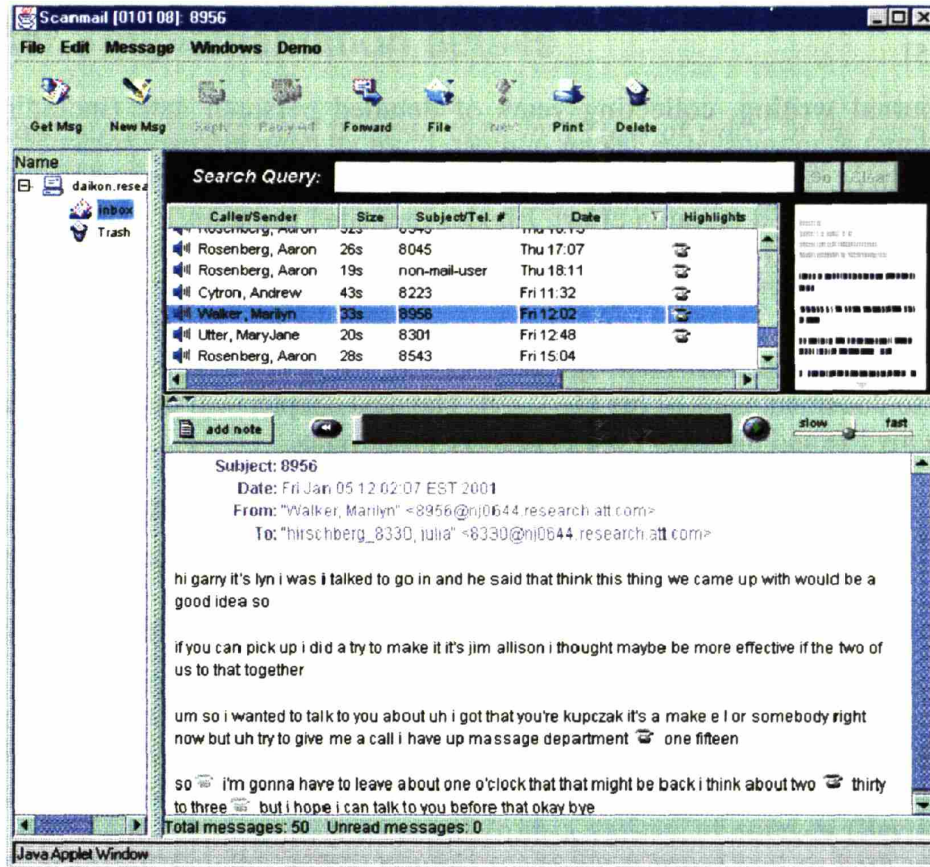 Scanmail [010108]: 8956
File Edit Message Windows Demo
Get Msg New Msg Reply Forward File Next Print Delete
Name
daikon.resea
inbox
Trash
Search Query:
Go Clear
Caller/Sender Size Subject/Tel. # Date Highlights
Rosenberg, Aaron 26s 8045 Thu 17:07
Rosenberg, Aaron 19s non-mail-user Thu 18:11
Cytron, Andrew 43s 8223 Fri 11:32
Walker, Marilyn 33s 8956 Fri 12:02
Utter, MaryJane 20s 8301 Fri 12:48
Rosenberg, Aaron 28s 8543 Fri 15:04
add note slow fast
Subject: 8956
Date: Fri Jan 05 12:02:07 EST 2001
From: "Walker, Marilyn" <8956@nj0644.research.att.com>
To: "hirschberg_8330, julia" <8330@nj0644.research.att.com>
hi garry it's lyn i was i talked to go in and he said that think this thing we came up with would be a
good idea so
if you can pick up i did a try to make it it's jim allison i thought maybe be more effective if the two of
us to that together
um so i wanted to talk to you about uh i got that you're kupczak it's a make e l or somebody right
now but uh try to give me a call i have up massage department one fifteen
so i'm gonna have to leave about one o'clock that that might be back i think about two thirty
to three but i hope i can talk to you before that okay bye
Total messages: 50 Unread messages: 0
Java Applet Window